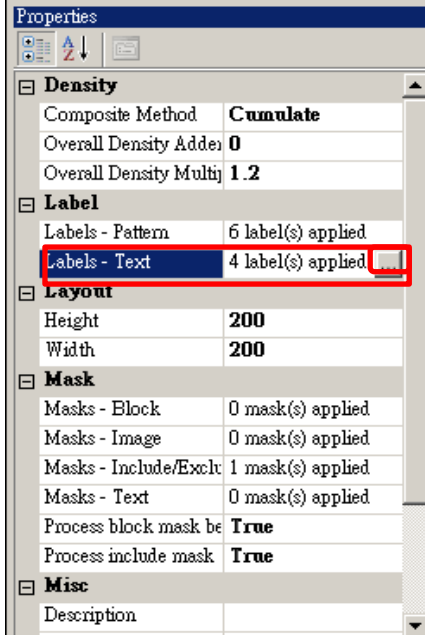 Properties
Density
Composite Method Cumulate
Overall Density Adder 0
Overall Density Multip 1.2
Label
Labels - Pattern 6 label(s) applied
Labels - Text 4 label(s) applied ...
Layout
Height 200
Width 200
Mask
Masks - Block 0 mask(s) applied
Masks - Image 0 mask(s) applied
Masks - Include/Exclu 1 mask(s) applied
Masks - Text 0 mask(s) applied
Process block mask be True
Process include mask True
Misc
Description